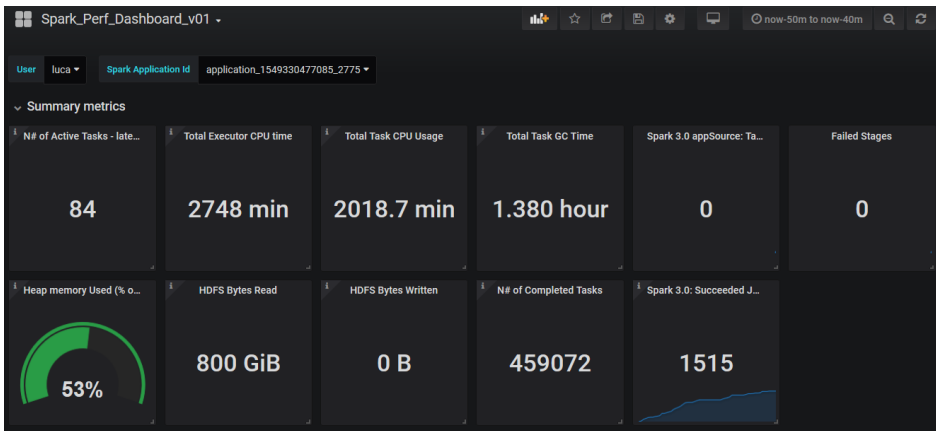 Spark_Perf_Dashboard_v01
now-50m to now-40m
User luca Spark Application Id application_1549330477085_2775
Summary metrics
N# of Active Tasks - late...
84
Total Executor CPU time
2748 min
Total Task CPU Usage
2018.7 min
Total Task GC Time
1.380 hour
Spark 3.0 appSource: Ta...
0
Failed Stages
0
Heap memory Used (% o...
53%
HDFS Bytes Read
800 GiB
HDFS Bytes Written
0 B
N# of Completed Tasks
459072
Spark 3.0: Succeeded J...
1515